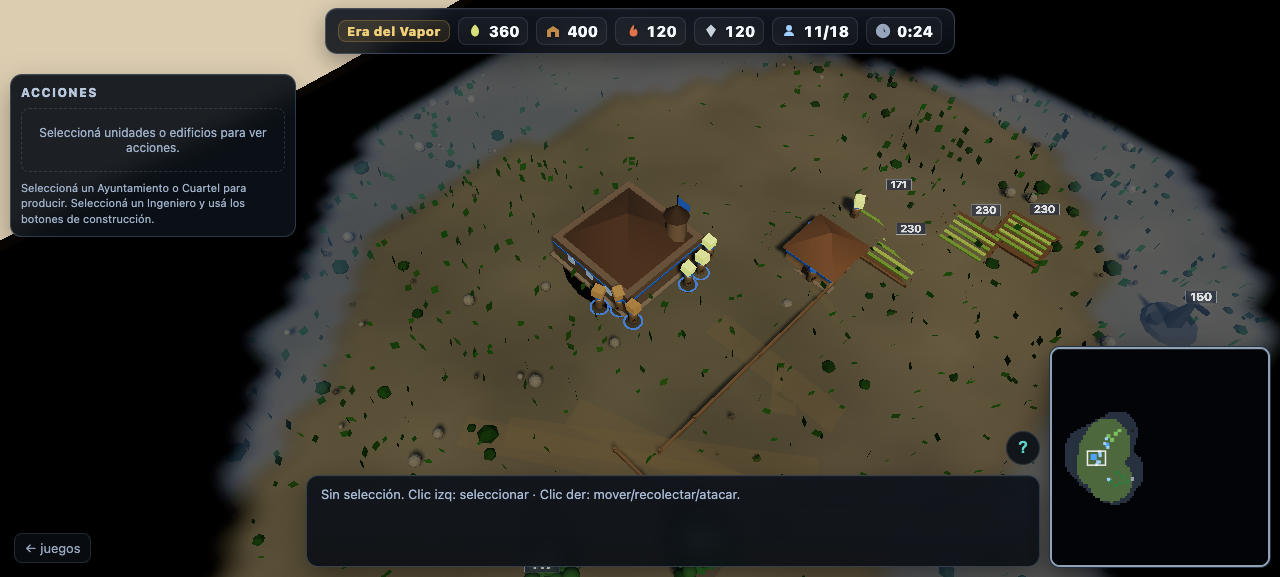 Era del Vapor 360 400 120 120 11/18 0:24
ACCIONES
Seleccioná unidades o edificios para ver
acciones.
Seleccioná un Ayuntamiento o Cuartel para
producir. Seleccioná un Ingeniero y usá los
botones de construcción.
171
230
230
230
160
?
Sin selección. Clic izq: seleccionar · Clic der: mover/recolectar/atacar.
← juegos